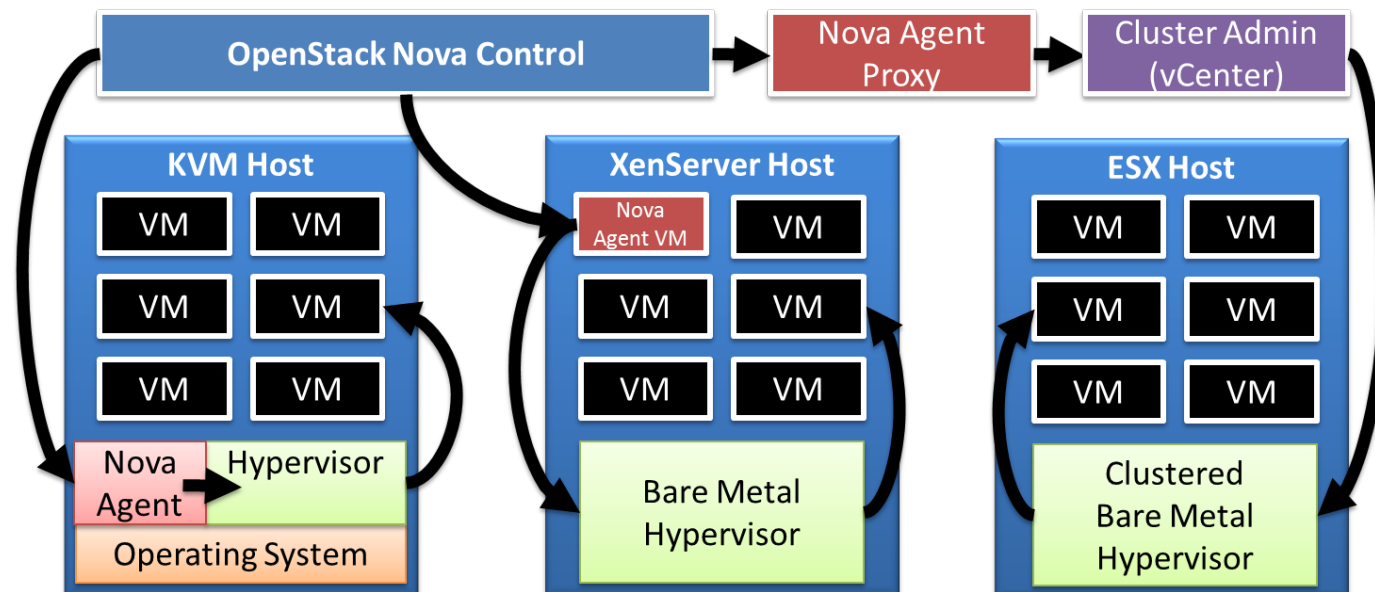 OpenStack Nova Control
Nova Agent
Proxy
Cluster Admin
(vCenter)
KVM Host
VM
VM
VM
VM
VM
VM
Nova
Agent
Hypervisor
Operating System
XenServer Host
Nova
Agent VM
VM
VM
VM
VM
VM
Bare Metal
Hypervisor
ESX Host
VM
VM
VM
VM
VM
VM
Clustered
Bare Metal
Hypervisor